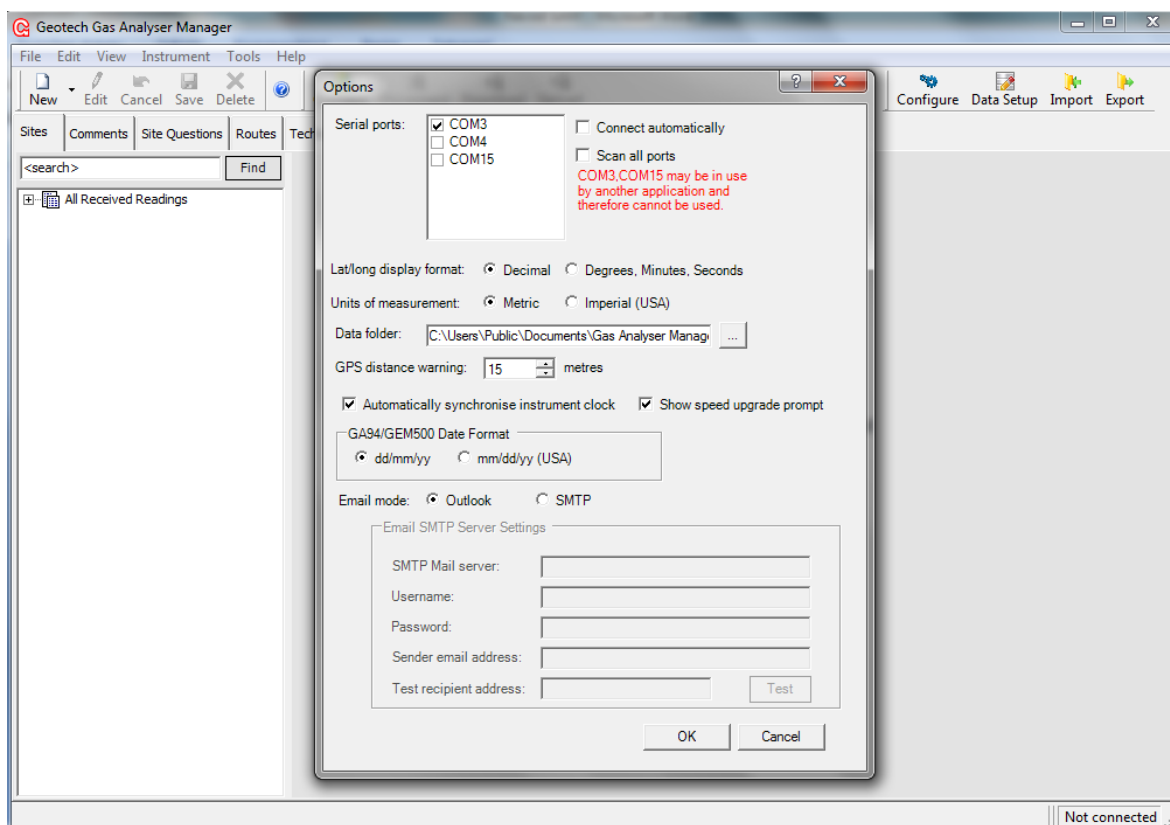 Geotech Gas Analyser Manager
File Edit View Instrument Tools Help
New Edit Cancel Save Delete
Configure Data Setup Import Export
Sites Comments Site Questions Routes Tech
<search> Find
All Received Readings
Options
Serial ports:
COM3
COM4
COM15
Connect automatically
Scan all ports
COM3,COM15 may be in use
by another application and
therefore cannot be used.
Lat/long display format: Decimal Degrees, Minutes, Seconds
Units of measurement: Metric Imperial (USA)
Data folder: C:\Users\Public\Documents\Gas Analyser Manag ...
GPS distance warning: 15 metres
Automatically synchronise instrument clock Show speed upgrade prompt
GA94/GEM500 Date Format
dd/mm/yy mm/dd/yy (USA)
Email mode: Outlook SMTP
Email SMTP Server Settings
SMTP Mail server:
Username:
Password:
Sender email address:
Test recipient address: Test
OK Cancel
Not connected